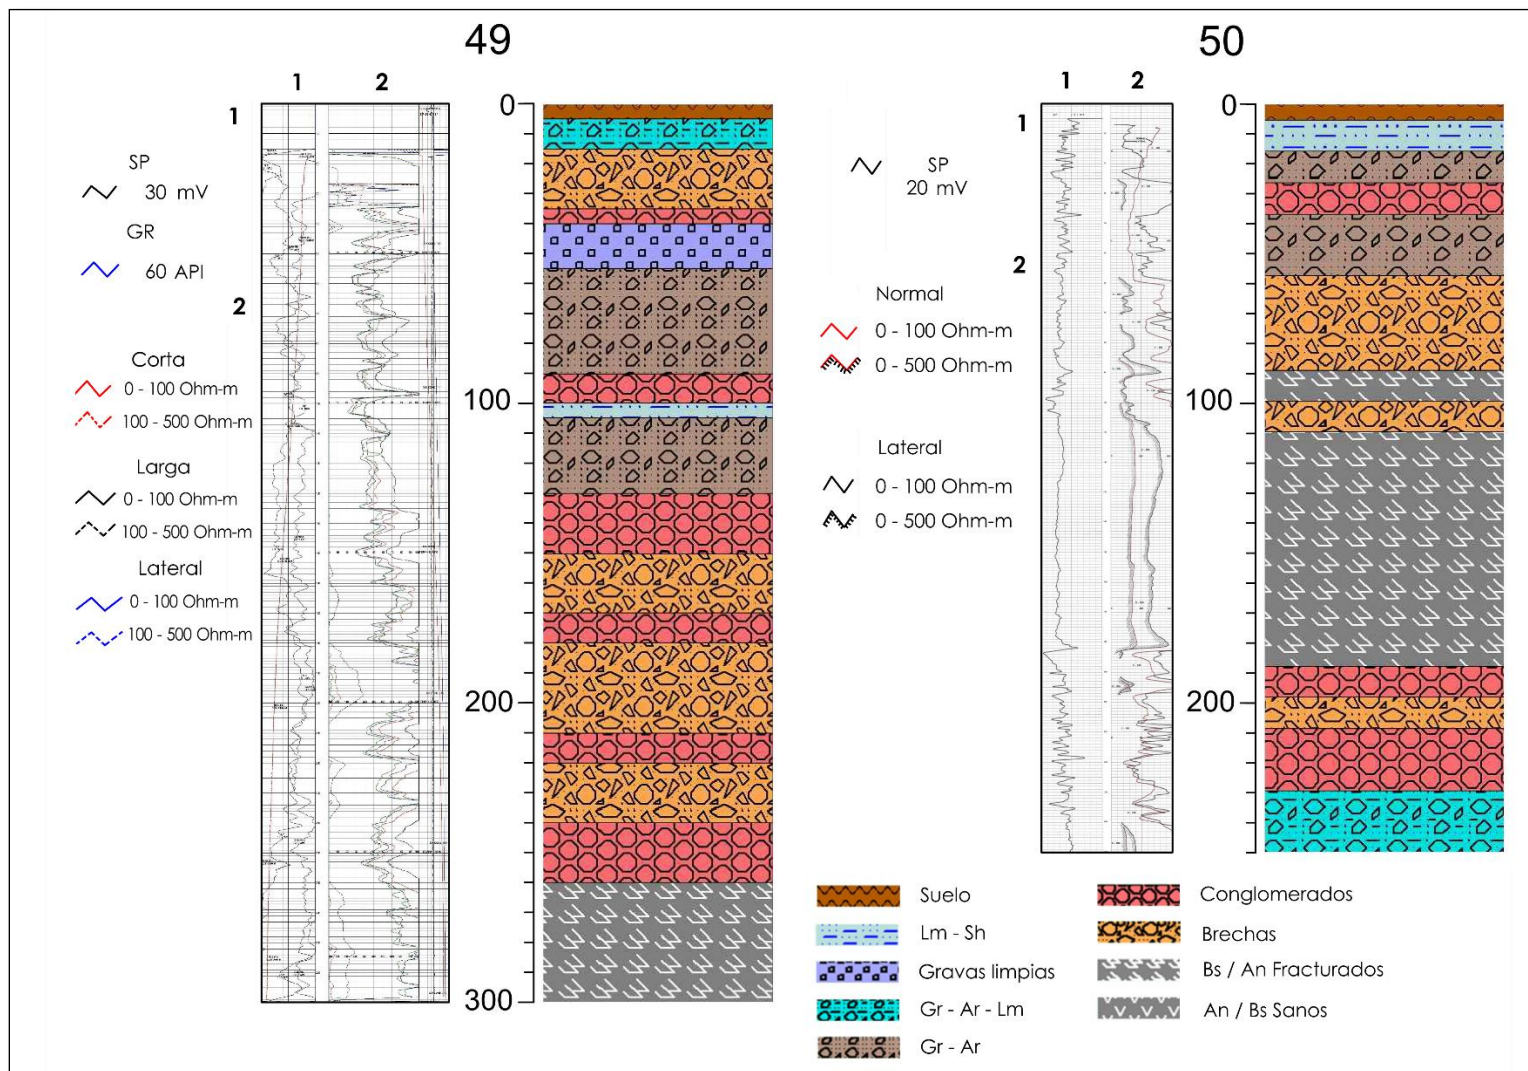 49
50
1 2
1
SP
30 mV
GR
60 API
2
Corta
0 - 100 Ohm-m
100 - 500 Ohm-m
Larga
0 - 100 Ohm-m
100 - 500 Ohm-m
Lateral
0 - 100 Ohm-m
100 - 500 Ohm-m
0
100
200
300
1 2
1
SP
20 mV
2
Normal
0 - 100 Ohm-m
0 - 500 Ohm-m
Lateral
0 - 100 Ohm-m
0 - 500 Ohm-m
0
100
200
Suelo
Lm - Sh
Gravas limpias
Gr - Ar - Lm
Gr - Ar
Conglomerados
Brechas
Bs / An Fracturados
An / Bs Sanos